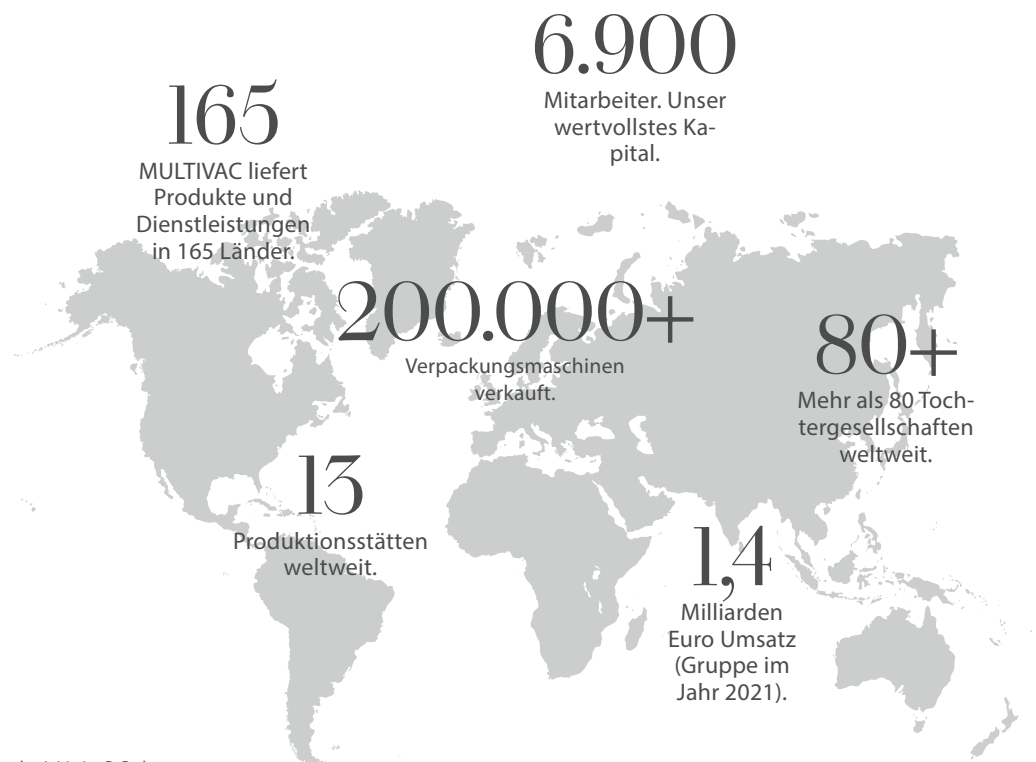 6.900
Mitarbeiter. Unser
wertvollstes Ka-
pital.
165
MULTIVAC liefert
Produkte und
Dienstleistungen
in 165 Länder.
200.000+
Verpackungsmaschinen
verkauft.
80+
Mehr als 80 Toch-
tergesellschaften
weltweit.
13
Produktionsstätten
weltweit.
1,4
Milliarden
Euro Umsatz
(Gruppe im
Jahr 2021).